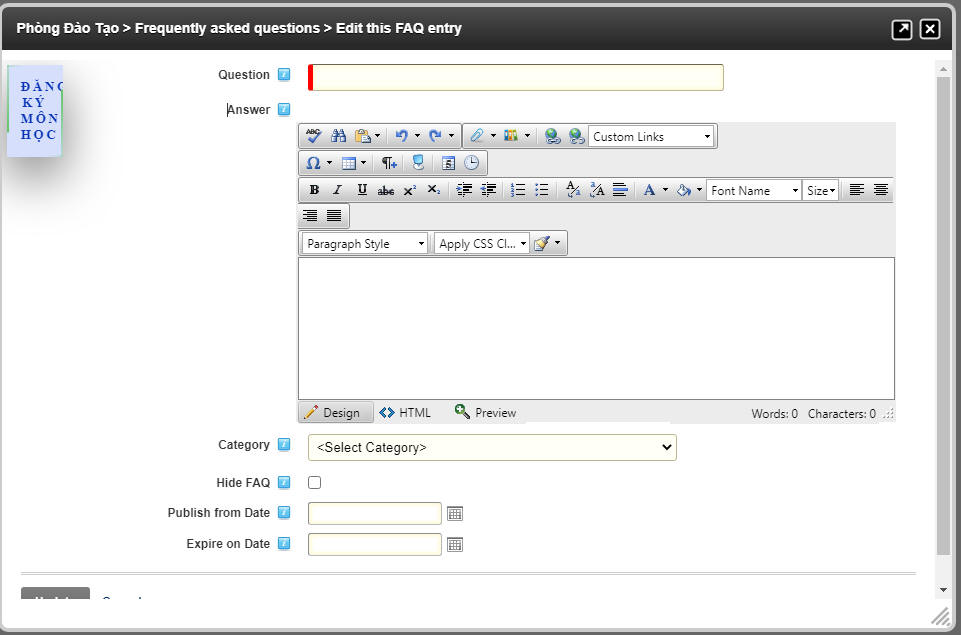 Phòng Đào Tạo > Frequently asked questions > Edit this FAQ entry
ĐĂNG
KÝ
MÔN
HỌC
Question
Answer
Custom Links
Font Name
Size
Paragraph Style
Apply CSS Cl...
Design
HTML
Preview
Words: 0 Characters: 0
Category
<Select Category>
Hide FAQ
Publish from Date
Expire on Date